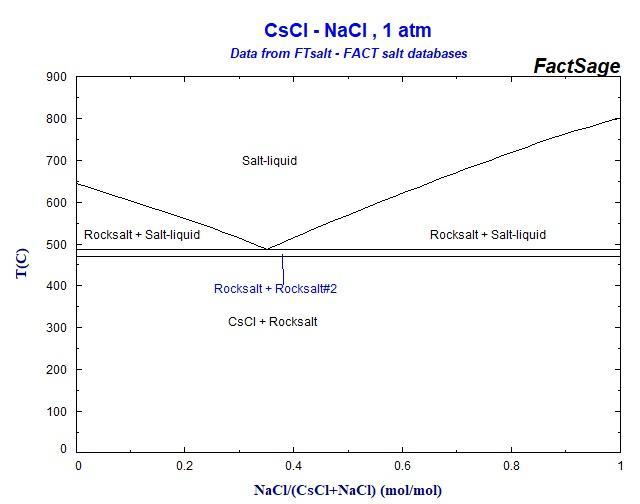 CsCl - NaCl , 1 atm
Data from FTsalt - FACT salt databases
FactSage
900
800
Salt-liquid
700
600
Rocksalt + Salt-liquid
Rocksalt + Salt-liquid
500
T(C)
400
Rocksalt + Rocksalt#2
CsCl + Rocksalt
300
200
100
0
0 0.2 0.4 0.6 0.8 1
NaCl/(CsCl+NaCl) (mol/mol)